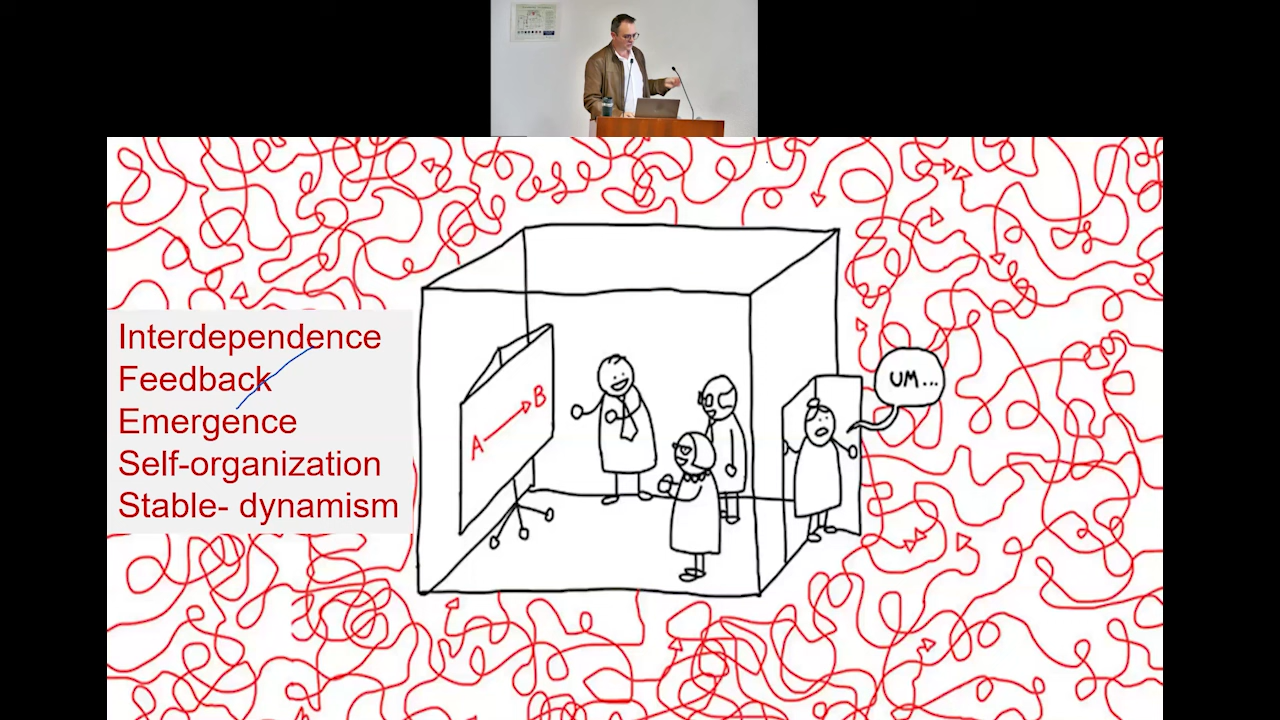 Interdependence
Feedback
Emergence
Self-organization
Stable- dynamism
A
B
UM...